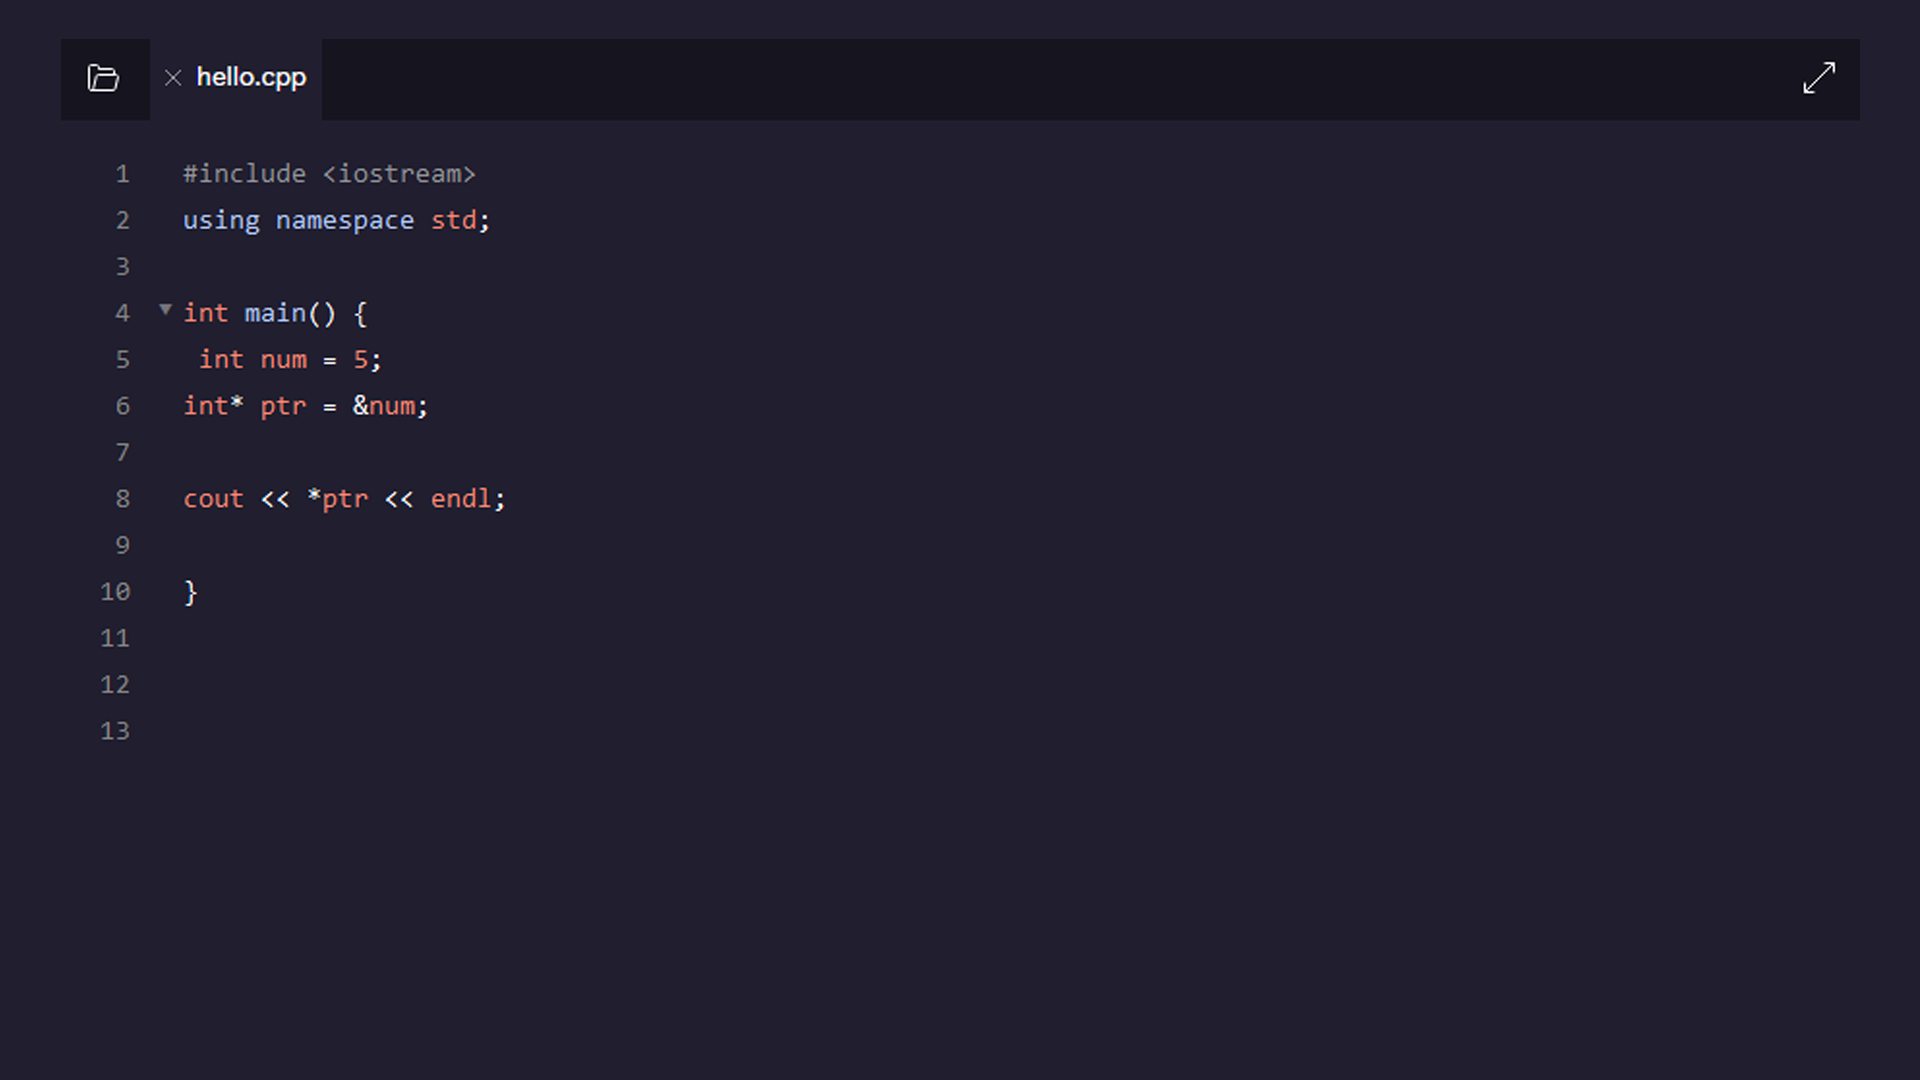 hello.cpp
1 #include <iostream>
2 using namespace std;
3
4 int main() {
5  int num = 5;
6 int* ptr = &num;
7
8 cout << *ptr << endl;
9
10 }
11
12
13